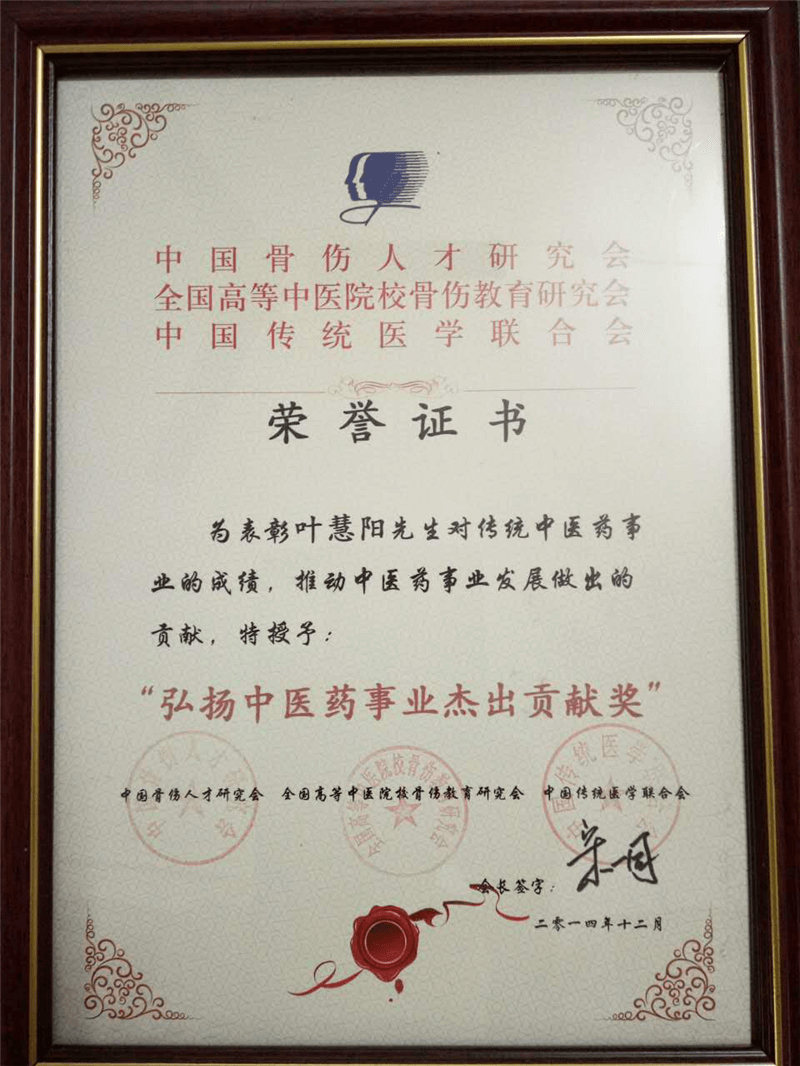 中国骨伤人才研究会
全国高等中医院校骨伤教育研究会
中国传统医学联合会
荣誉证书
为表彰叶慧阳先生对传统中医药事
业的成绩，推动中医药事业发展做出的
贡献，特授予：
“弘扬中医药事业杰出贡献奖”
中国骨伤人才研究会 全国高等中医院校骨伤教育研究会 中国传统医学联合会
会长签字：
二零一四年十二月